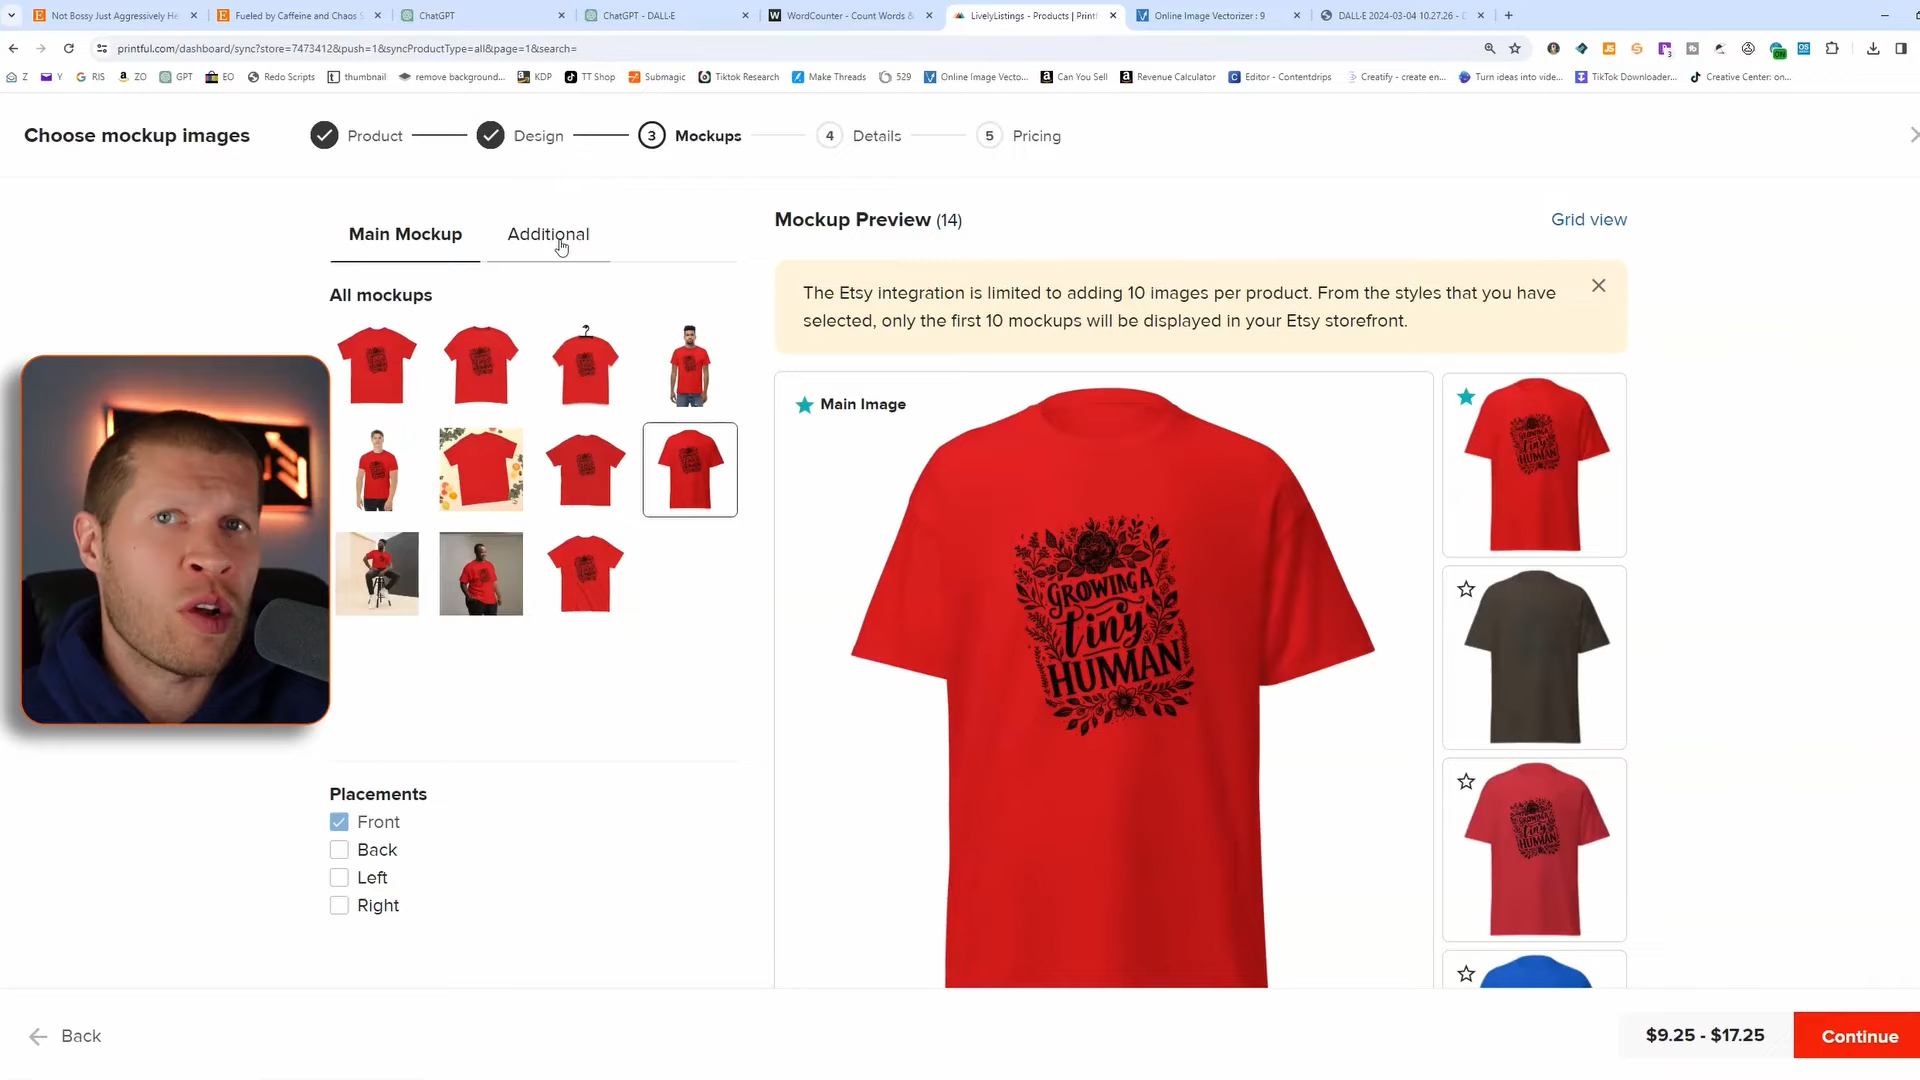 Not Bossy Just Aggressively He
Fueled by Caffeine and Chaos S
ChatGPT
ChatGPT - DALL·E
WordCounter - Count Words &
LivelyListings - Products | Printf
Online Image Vectorizer : 9
DALL·E 2024-03-04 10.27.26 -
printful.com/dashboard/sync?store=7473412&push=1&syncProductType=all&page=1&search=
Z Y RIS ZO GPT EO Redo Scripts thumbnail remove background... KDP TT Shop Submagic Tiktok Research Make Threads 529 Online Image Vecto... Can You Sell Revenue Calculator Editor - Contentdrips Creatify - create en... Turn ideas into vide... TikTok Downloader... Creative Center: on...
Choose mockup images
Product
Design
3 Mockups
4 Details
5 Pricing
Main Mockup
Additional
Mockup Preview (14)
Grid view
The Etsy integration is limited to adding 10 images per product. From the styles that you have
selected, only the first 10 mockups will be displayed in your Etsy storefront.
All mockups
Main Image
GROWING A
tiny
HUMAN
GROWING A
tiny
HUMAN
GROWING A
tiny
HUMAN
Placements
Front
Back
Left
Right
Back
$9.25 - $17.25
Continue